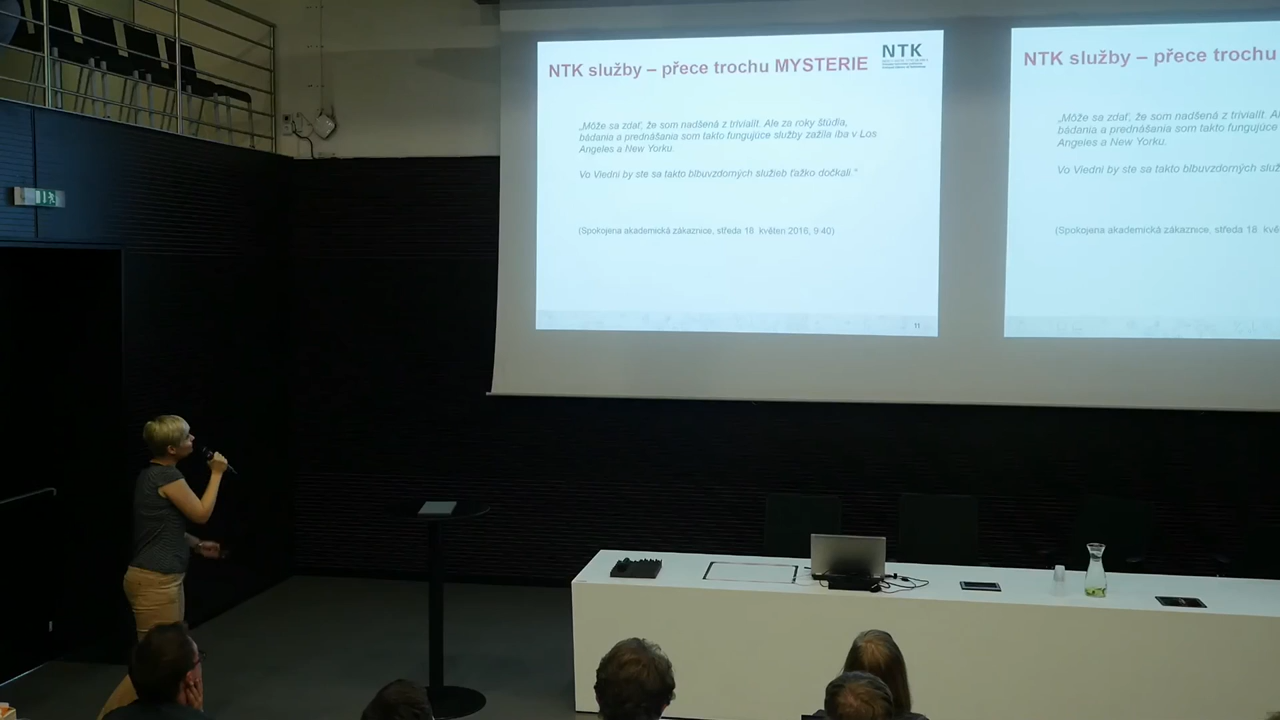 NTK služby – přece trochu MYSTERIE
NTK
„Môže sa zdať, že som nadšená z trivialít. Ale za roky štúdia,
bádania a prednášania som takto fungujúce služby zažila iba v Los
Angeles a New Yorku.
Vo Viedni by ste sa takto blbuvzdorných služieb ťažko dočkali."
(Spokojena akademická zákaznice, středa 18. květen 2016, 9:40)
11
NTK služby – přece trochu
„Môže sa zdať, že som nadšená z trivialít. A
bádania a prednášania som takto fungujúce
Angeles a New Yorku.
Vo Viedni by ste sa takto blbuvzdorných služ
(Spokojena akademická zákaznice, středa 18. kvě